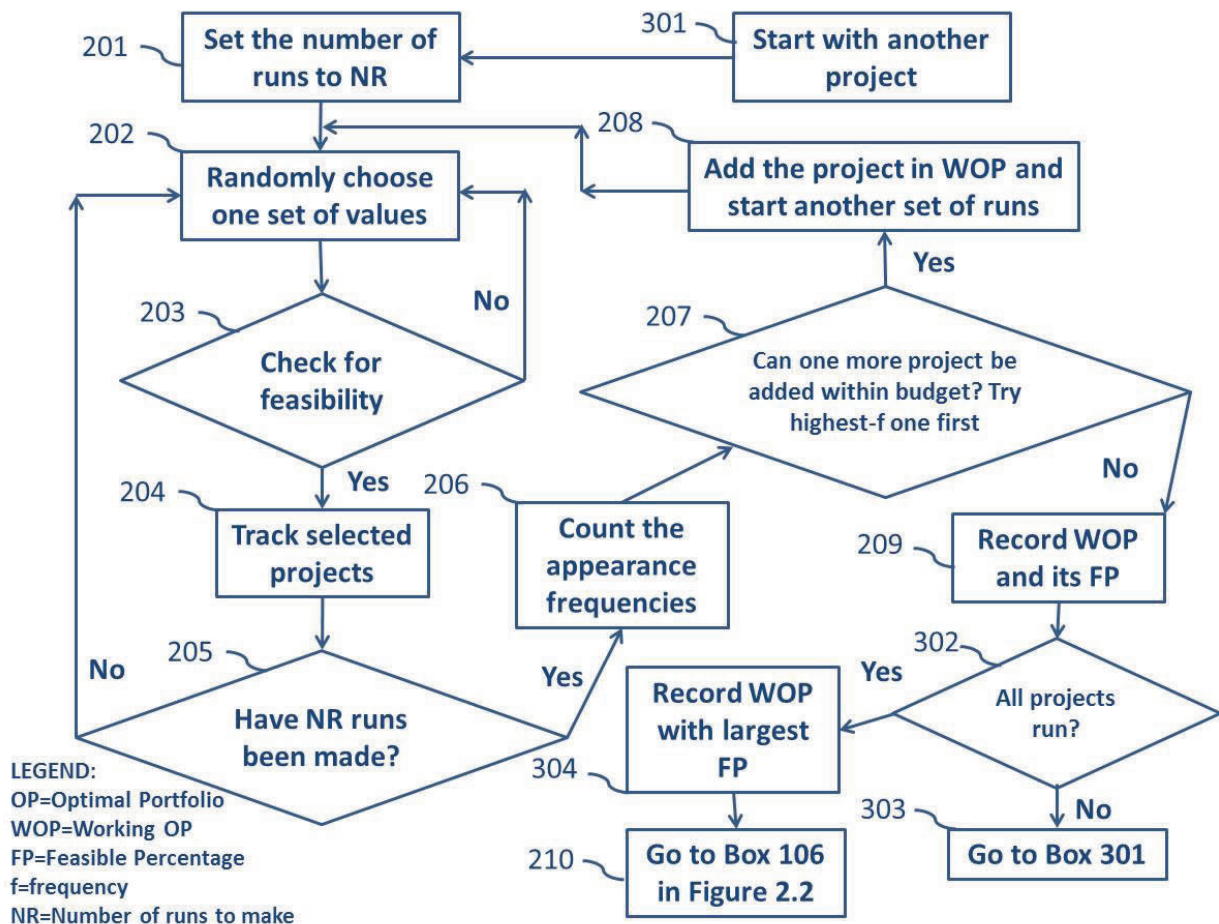 201
Set the number of
runs to NR
301
Start with another
project
202
Randomly choose
one set of values
208
Add the project in WOP and
start another set of runs
Yes
No
203
Check for
feasibility
207
Can one more project be
added within budget? Try
highest-f one first
Yes
No
204
Track selected
projects
206
Count the
appearance
frequencies
209
Record WOP
and its FP
No
205
Yes
Have NR runs
been made?
302
Yes
All projects
run?
Record WOP
with largest
FP
304
No
303
Go to Box 301
210
Go to Box 106
in Figure 2.2
LEGEND:
OP=Optimal Portfolio
WOP=Working OP
FP=Feasible Percentage
f=frequency
NR=Number of runs to make